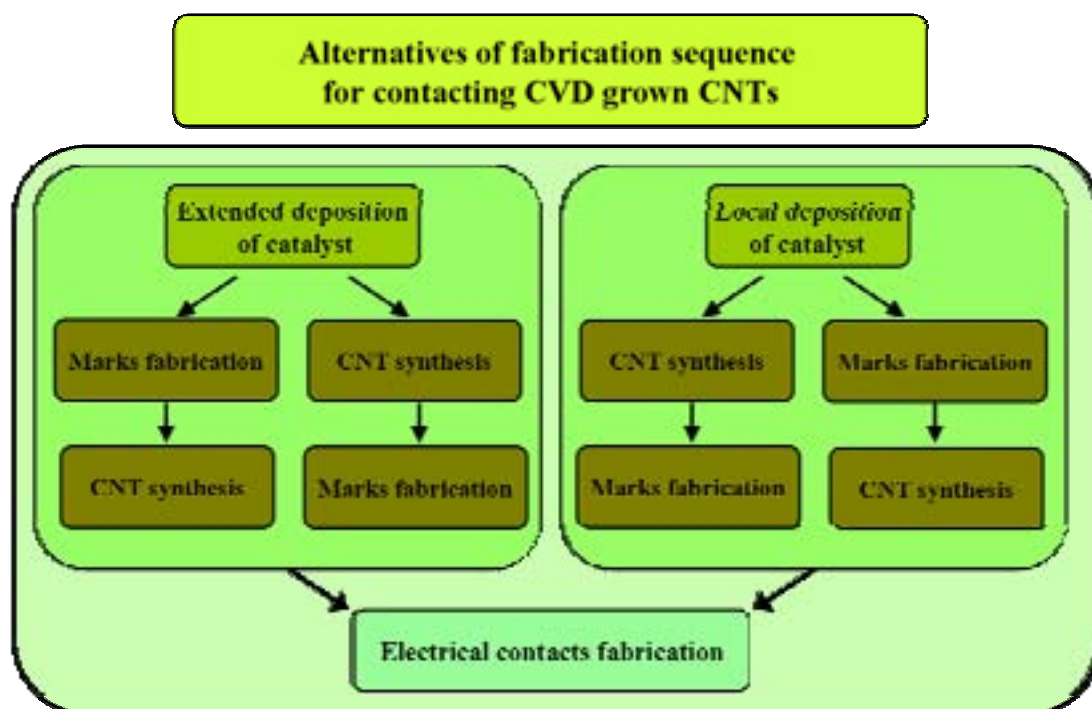 Alternatives of fabrication sequence
for contacting CVD grown CNTs
Extended deposition
of catalyst
Local deposition
of catalyst
Marks fabrication
CNT synthesis
CNT synthesis
Marks fabrication
CNT synthesis
Marks fabrication
Marks fabrication
CNT synthesis
Electrical contacts fabrication